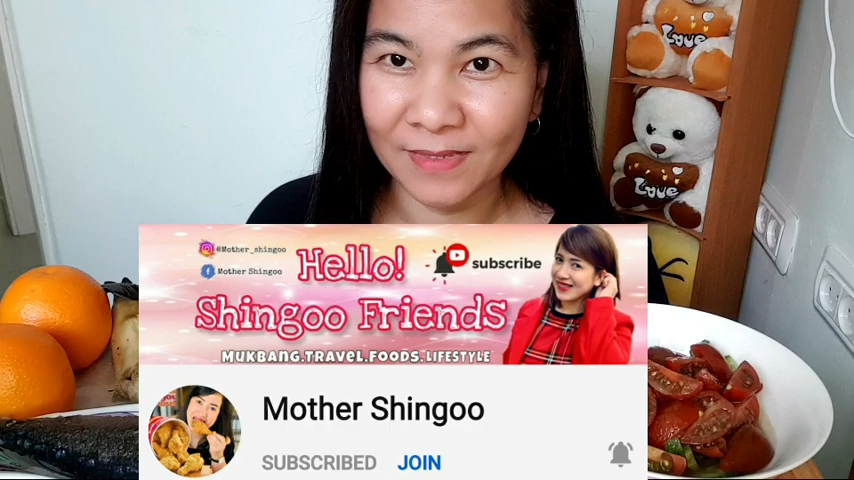 Love
Love
@Mother_shingoo
Mother Shingoo
Hello!
Shingoo Friends
subscribe
MUKBANG.TRAVEL.FOODS.LIFESTYLE
Mother Shingoo
SUBSCRIBED JOIN